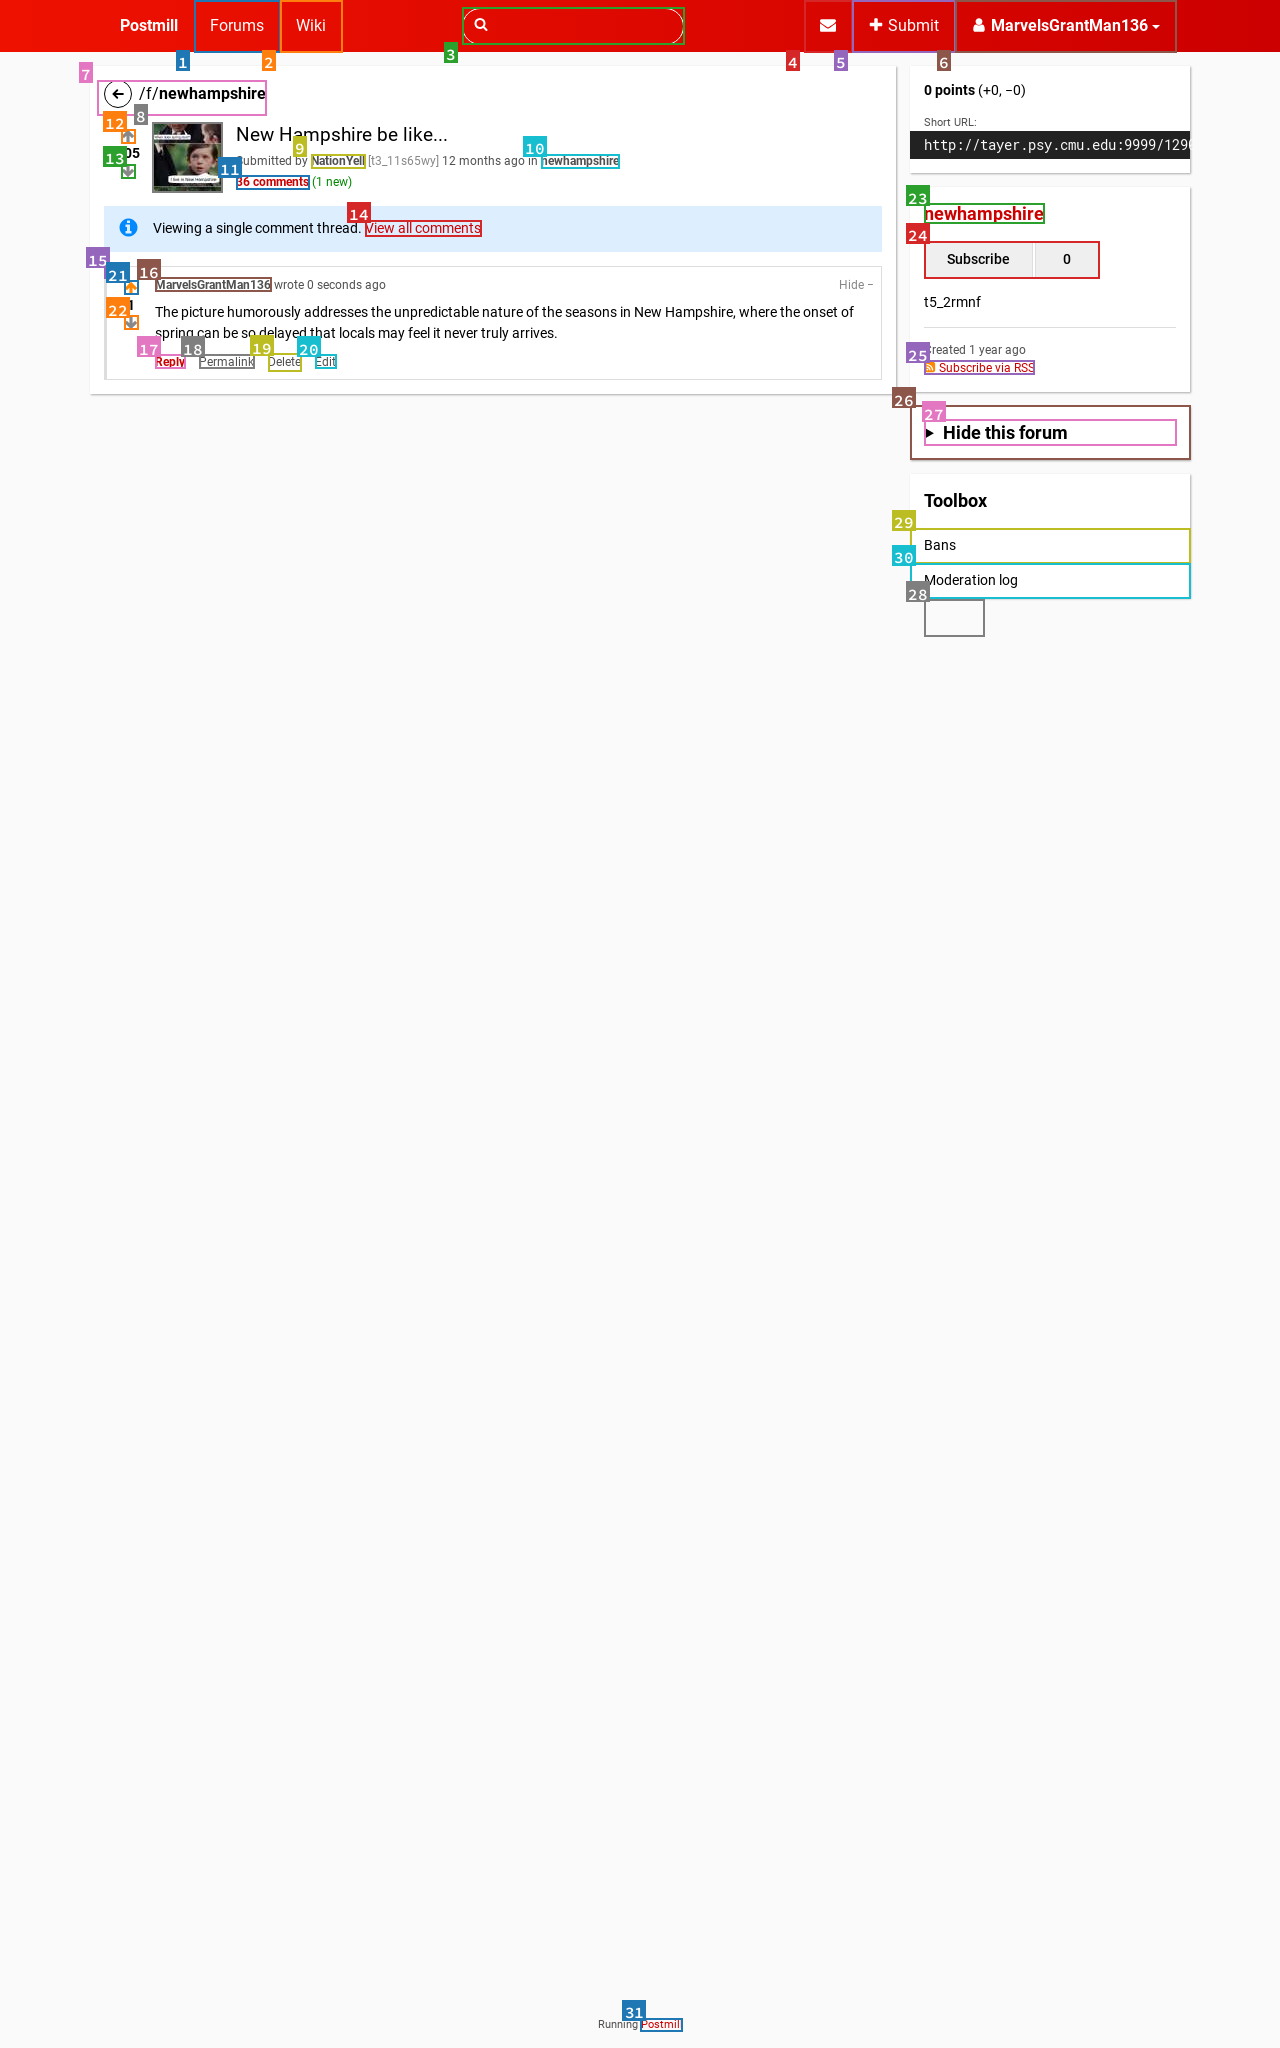 Postmill
Forums
Wiki
Submit
MarvelsGrantMan136
1
2
3
4
5
6
7
/f/newhampshire
8
12
13
New Hampshire be like...
9
10
Submitted by NationYell [t3_11s65wy] 12 months ago in newhampshire
11
36 comments (1 new)
14
Viewing a single comment thread. View all comments
15
21
16
MarvelsGrantMan136 wrote 0 seconds ago
Hide −
22
1
The picture humorously addresses the unpredictable nature of the seasons in New Hampshire, where the onset of
spring can be so delayed that locals may feel it never truly arrives.
17
18
19
20
Reply
Permalink
Delete
Edit
0 points (+0, −0)
Short URL:
http://tayer.psy.cmu.edu:9999/129
23
newhampshire
24
Subscribe
0
t5_2rmnf
Created 1 year ago
25
Subscribe via RSS
26
27
Hide this forum
Toolbox
29
Bans
30
Moderation log
28
31
Running Postmill